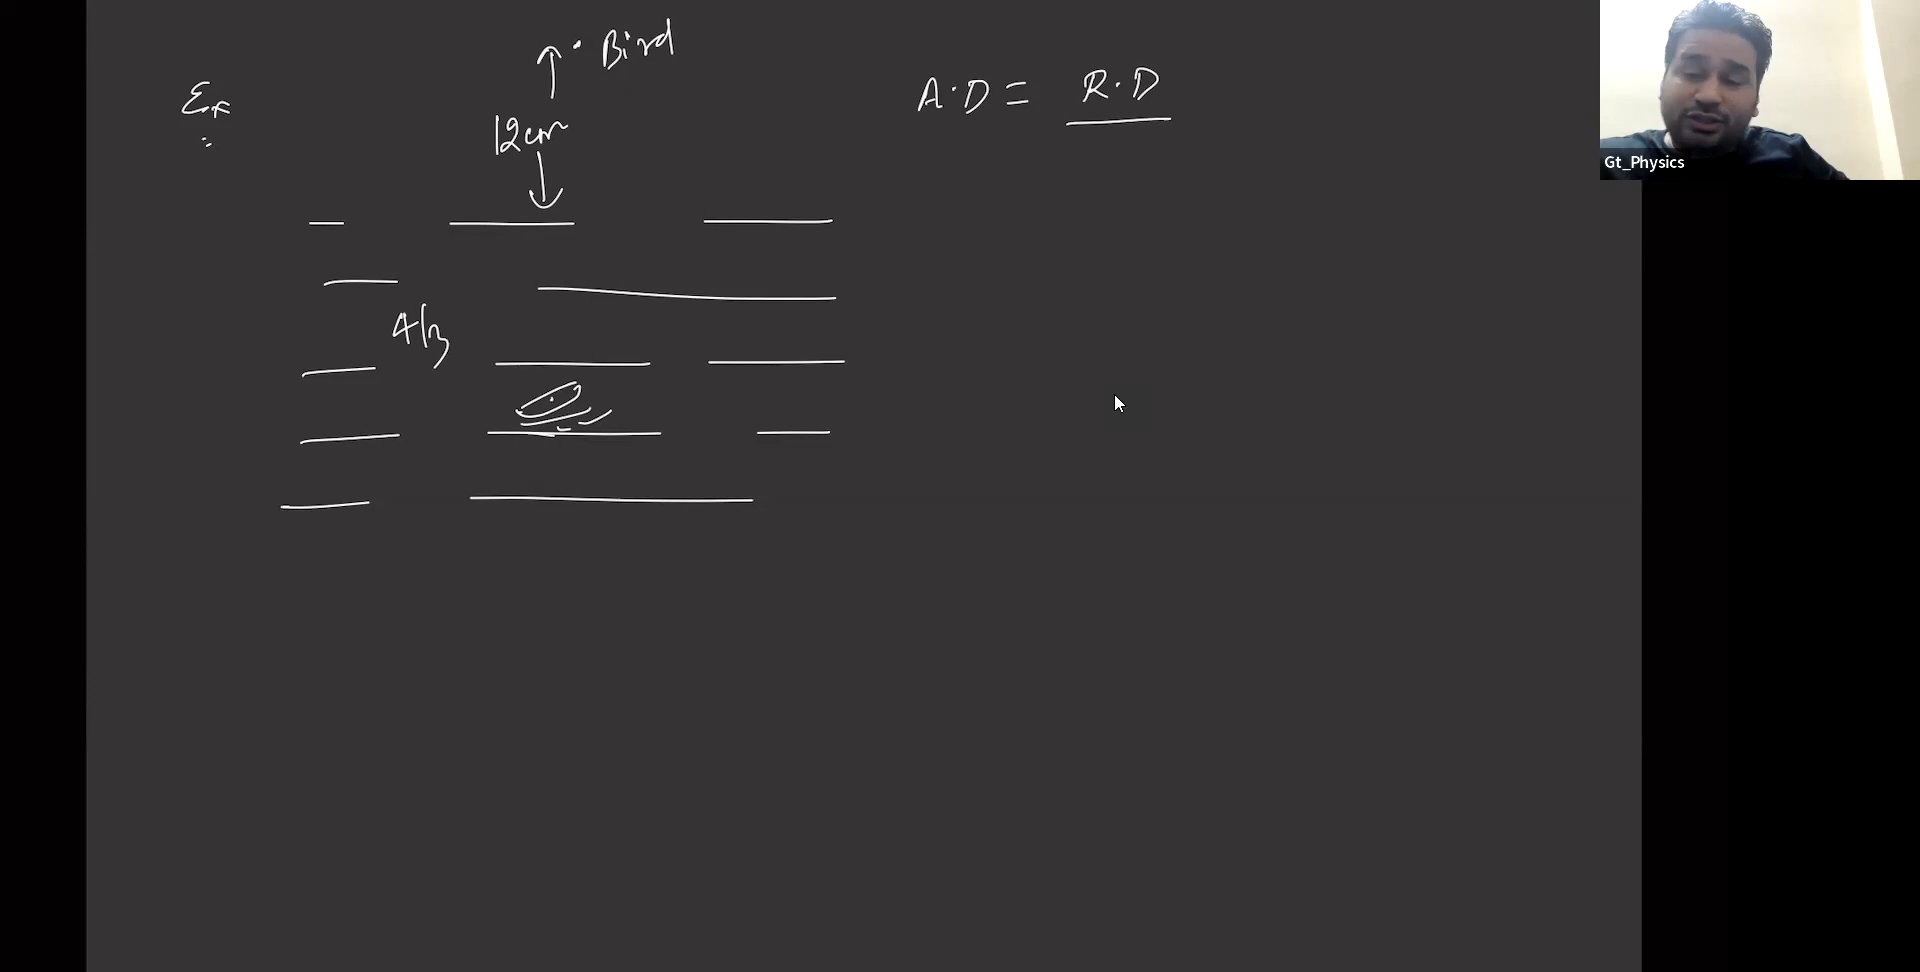 • Bird
Ex
12cm
A.D = R.D
4/3
Gt_Physics